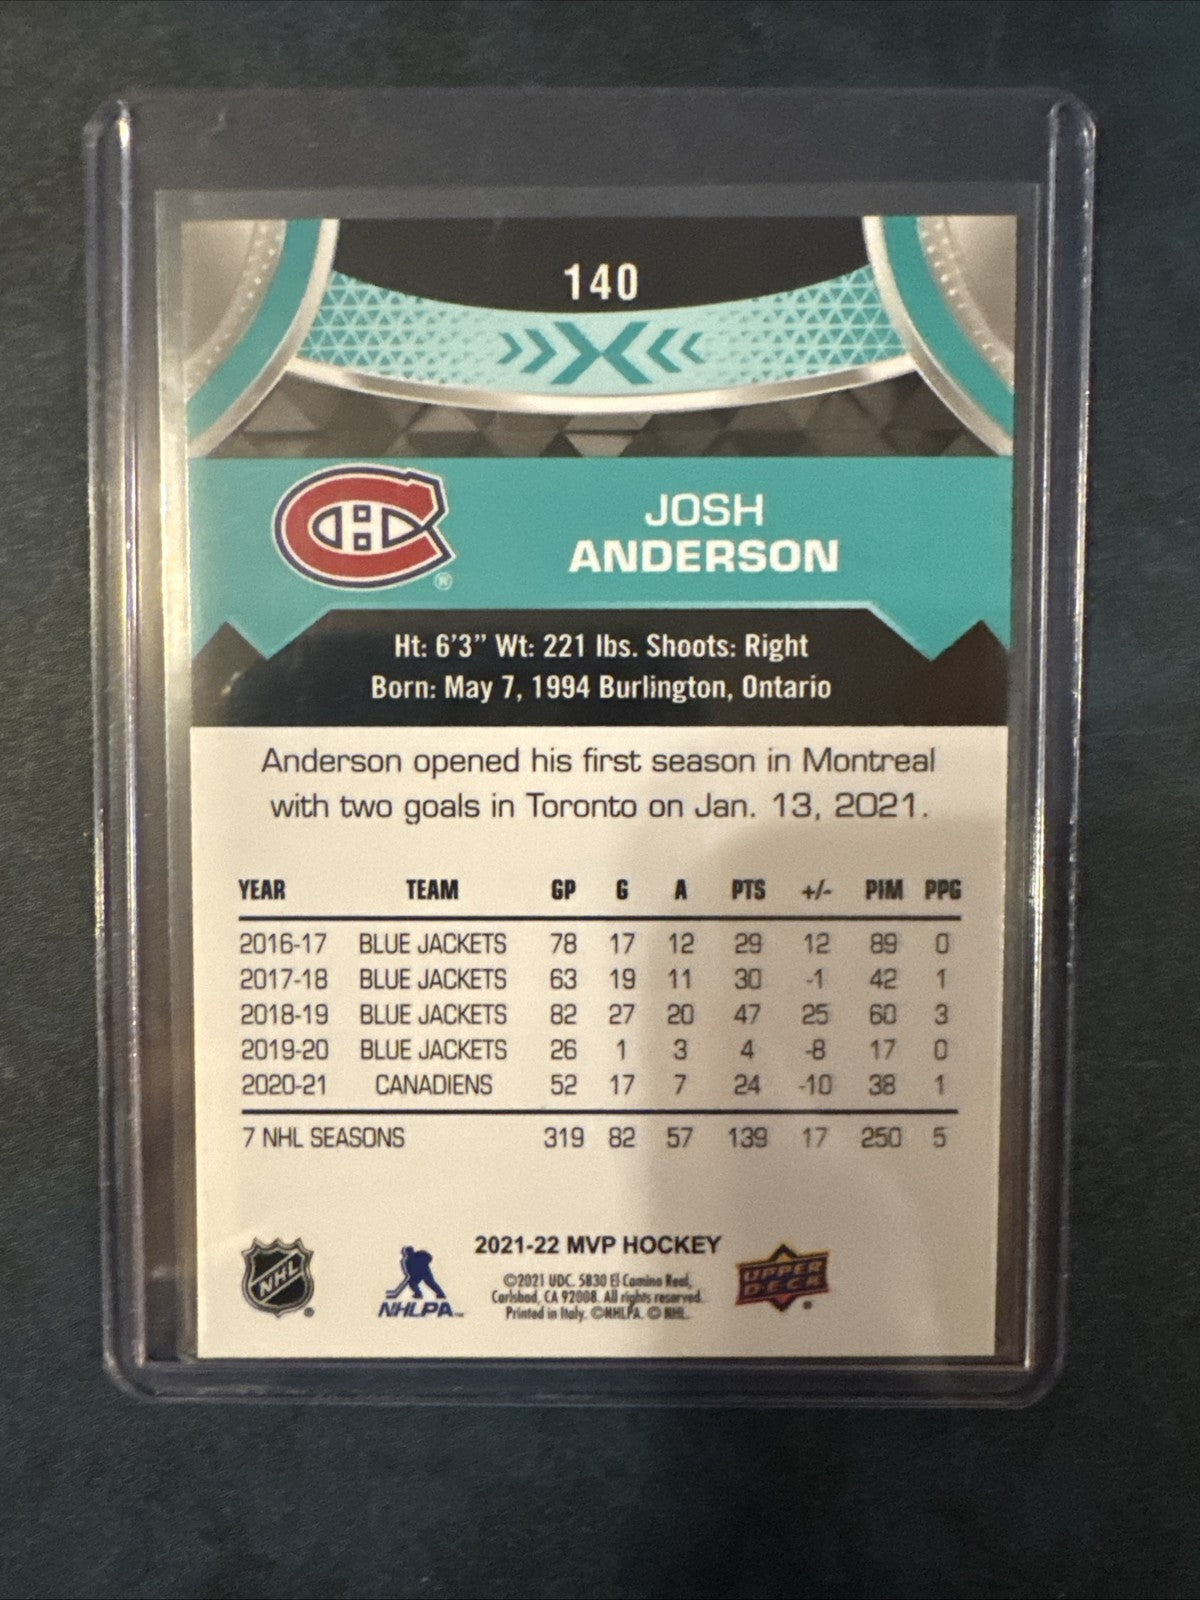 140
JOSH
ANDERSON
®
Ht: 6'3" Wt: 221 lbs. Shoots: Right
Born: May 7, 1994 Burlington, Ontario
Anderson opened his first season in Montreal
with two goals in Toronto on Jan. 13, 2021.
YEAR TEAM GP G A PTS +/- PIM PPG
2016-17 BLUE JACKETS 78 17 12 29 12 89 0
2017-18 BLUE JACKETS 63 19 11 30 -1 42 1
2018-19 BLUE JACKETS 82 27 20 47 25 60 3
2019-20 BLUE JACKETS 26 1 3 4 -8 17 0
2020-21 CANADIENS 52 17 7 24 -10 38 1
7 NHL SEASONS 319 82 57 139 17 250 5
2021-22 MVP HOCKEY
©2021 UDC. 5830 El Camino Real,
Carlsbad, CA 92008. All rights reserved.
Printed in Italy. ©NHLPA. © NHL.
NHL ®
NHLPA™
UPPER
DECK ®